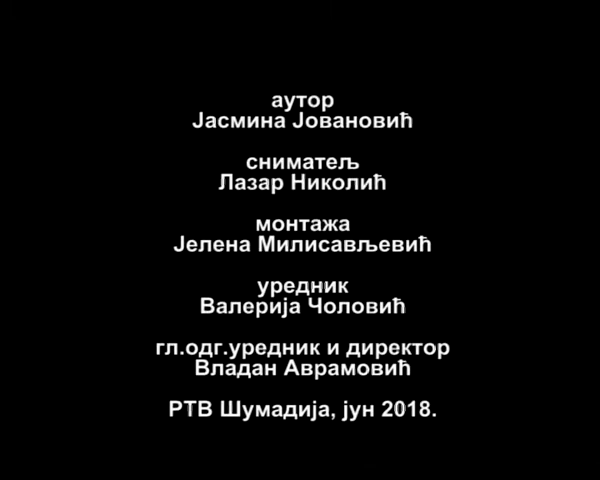 аутор
Јасмина Јовановић
сниматељ
Лазар Николић
монтажа
Јелена Милисављевић
уредник
Валерија Чоловић
гл.одг.уредник и директор
Владан Аврамовић
РТВ Шумадија, јун 2018.